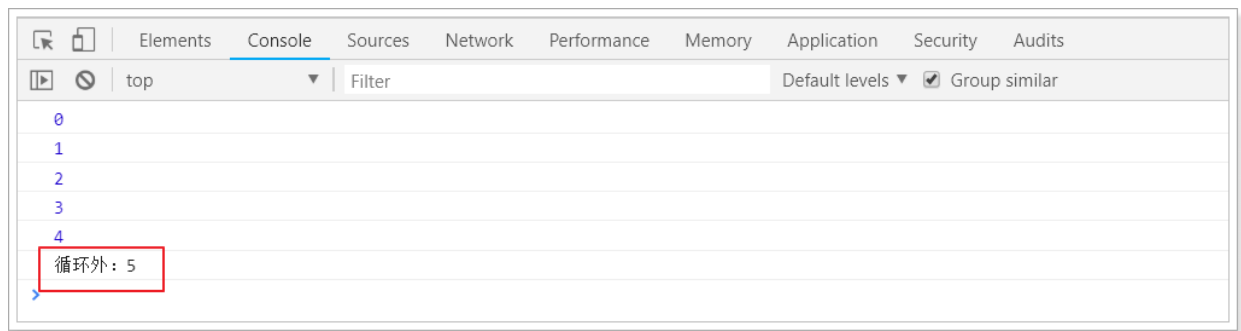 Elements Console Sources Network Performance Memory Application Security Audits
top Filter Default levels Group similar
0
1
2
3
4
循环外：5